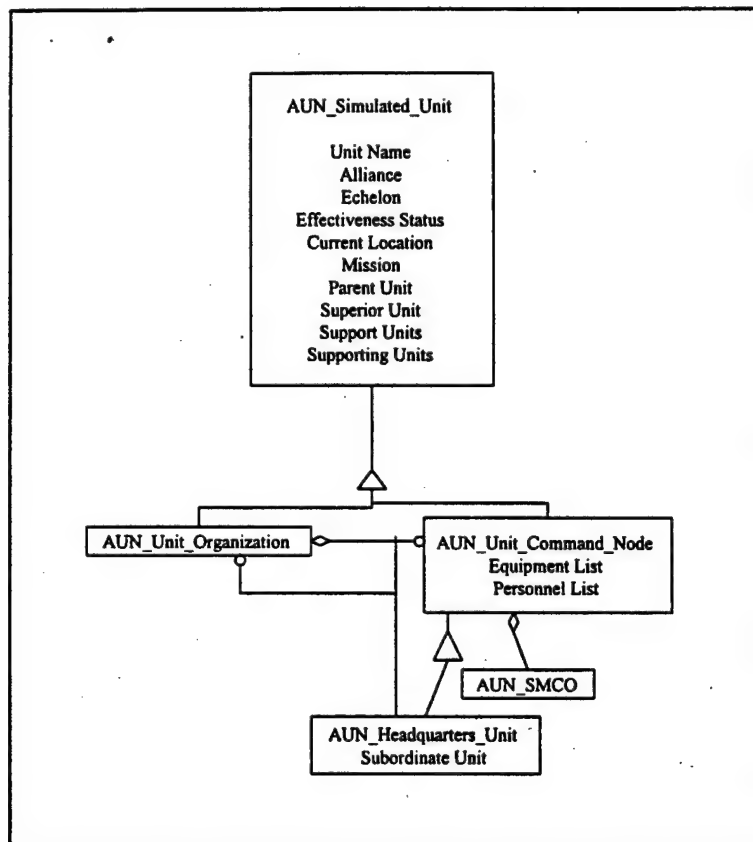 AUN_Simulated_Unit
Unit Name
Alliance
Echelon
Effectiveness Status
Current Location
Mission
Parent Unit
Superior Unit
Support Units
Supporting Units
AUN_Unit_Organization
AUN_Unit_Command_Node
Equipment List
Personnel List
AUN_SMCO
AUN_Headquarters_Unit
Subordinate Unit